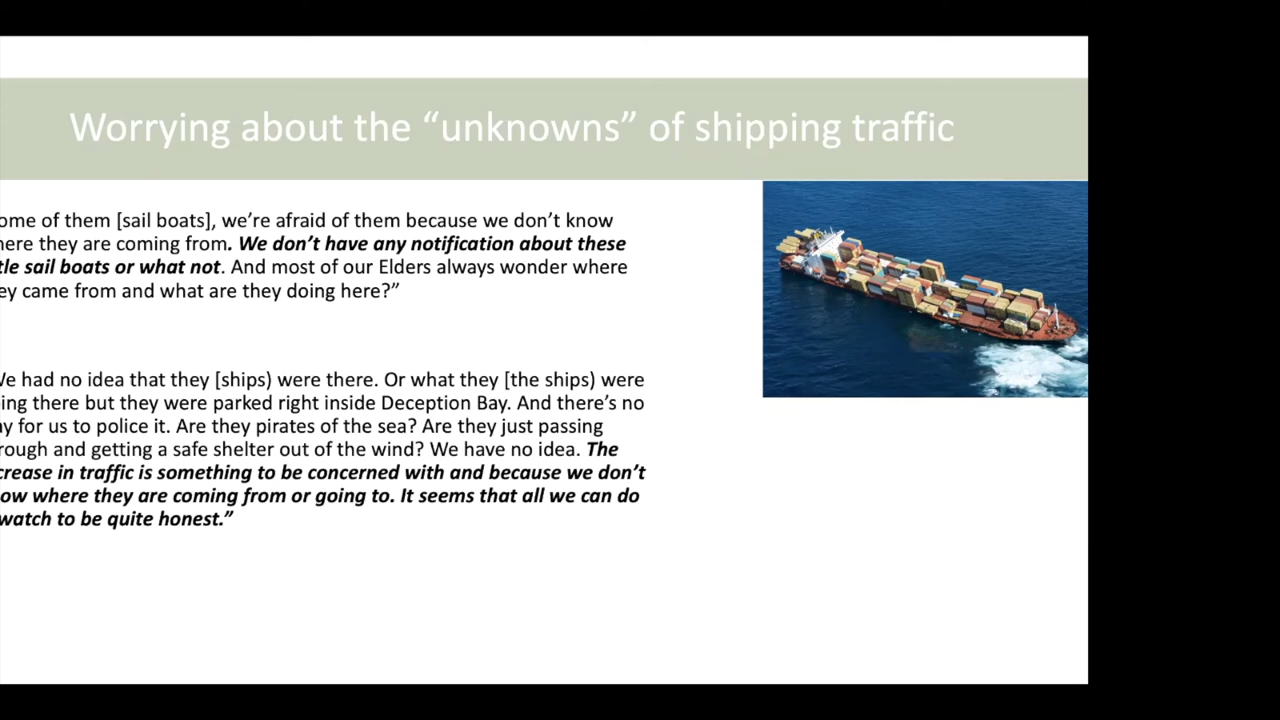 Worrying about the “unknowns” of shipping traffic
ome of them [sail boats], we’re afraid of them because we don’t know
here they are coming from. We don’t have any notification about these
tle sail boats or what not. And most of our Elders always wonder where
ey came from and what are they doing here?”
Ve had no idea that they [ships) were there. Or what they [the ships) were
ing there but they were parked right inside Deception Bay. And there’s no
ay for us to police it. Are they pirates of the sea? Are they just passing
rough and getting a safe shelter out of the wind? We have no idea. The
crease in traffic is something to be concerned with and because we don’t
ow where they are coming from or going to. It seems that all we can do
watch to be quite honest.”